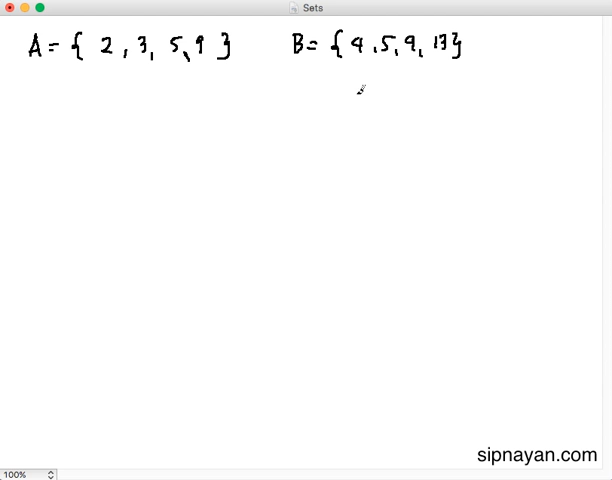 Sets
A = { 2 , 3 , 5 , 9 } B = { 4 , 5 , 9 , 13 }
sipnayan.com
100%